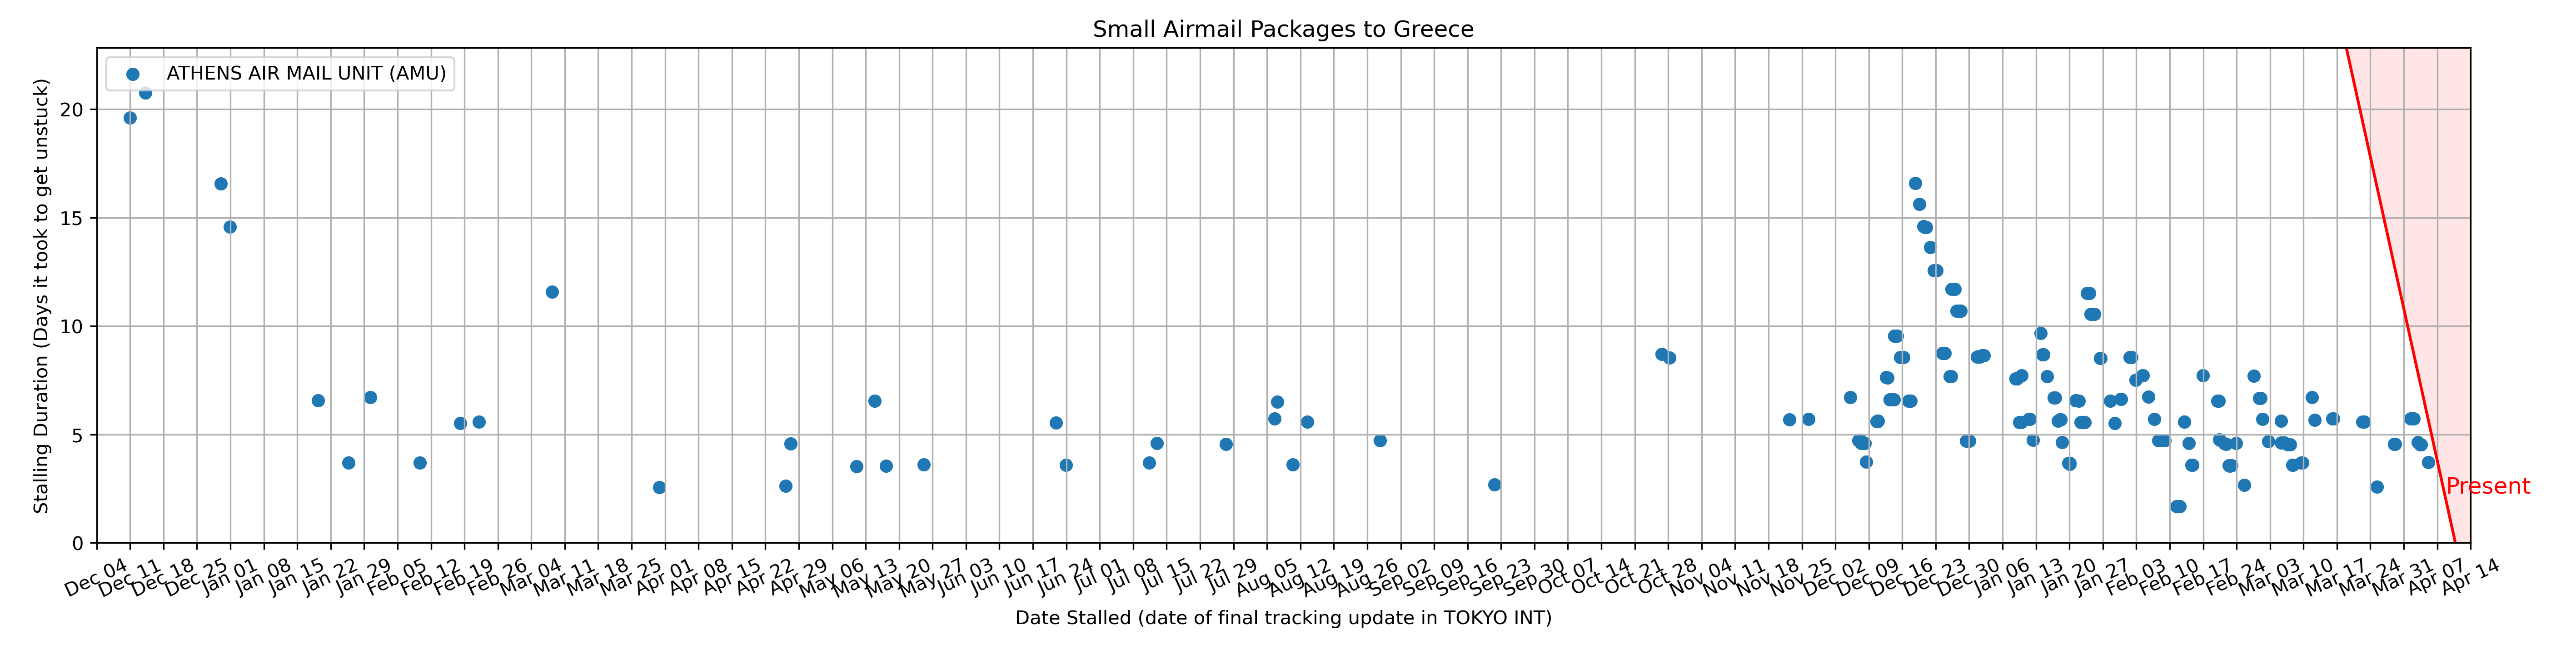 Small Airmail Packages to Greece
ATHENS AIR MAIL UNIT (AMU)
Stalling Duration (Days it took to get unstuck)
20
15
10
5
0
Present
Dec 04
Dec 11
Dec 18
Dec 25
Jan 01
Jan 08
Jan 15
Jan 22
Jan 29
Feb 05
Feb 12
Feb 19
Feb 26
Mar 04
Mar 11
Mar 18
Mar 25
Apr 01
Apr 08
Apr 15
Apr 22
Apr 29
May 06
May 13
May 20
May 27
Jun 03
Jun 10
Jun 17
Jun 24
Jul 01
Jul 08
Jul 15
Jul 22
Jul 29
Aug 05
Aug 12
Aug 19
Aug 26
Sep 02
Sep 09
Sep 16
Sep 23
Sep 30
Oct 07
Oct 14
Oct 21
Oct 28
Nov 04
Nov 11
Nov 18
Nov 25
Dec 02
Dec 09
Dec 16
Dec 23
Dec 30
Jan 06
Jan 13
Jan 20
Jan 27
Feb 03
Feb 10
Feb 17
Feb 24
Mar 03
Mar 10
Mar 17
Mar 24
Mar 31
Apr 07
Apr 14
Date Stalled (date of final tracking update in TOKYO INT)